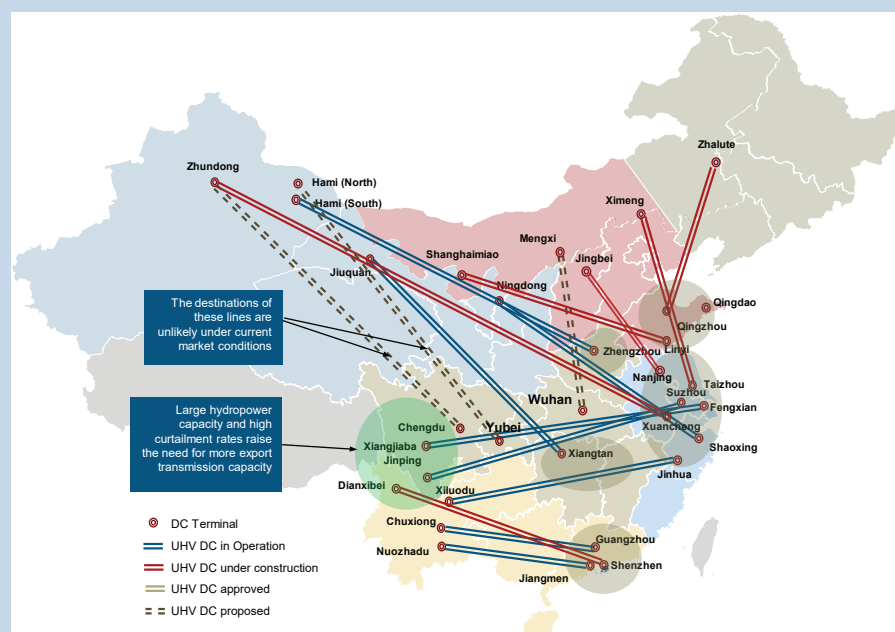 Zhalute
Zhundong
Hami (North)
Hami (South)
Ximeng
Mengxi
Shanghaimiao
Jingbei
Jiuquan
Ningdong
Qingdao
Qingzhou
The destinations of
these lines are
unlikely under current
market conditions
Zhengzhou
Linyi
Nanjing
Taizhou
Suzhou
Wuhan
Fengxian
Large hydropower
capacity and high
curtailment rates raise
the need for more export
transmission capacity
Chengdu
Yubei
Xuancheng
Xiangjiaba
Shaoxing
Jinping
Xiangtan
Jinhua
Dianxibei
Xiluodu
DC Terminal
Chuxiong
Guangzhou
UHV DC in Operation
Nuozhadu
UHV DC under construction
Shenzhen
Jiangmen
UHV DC approved
UHV DC proposed